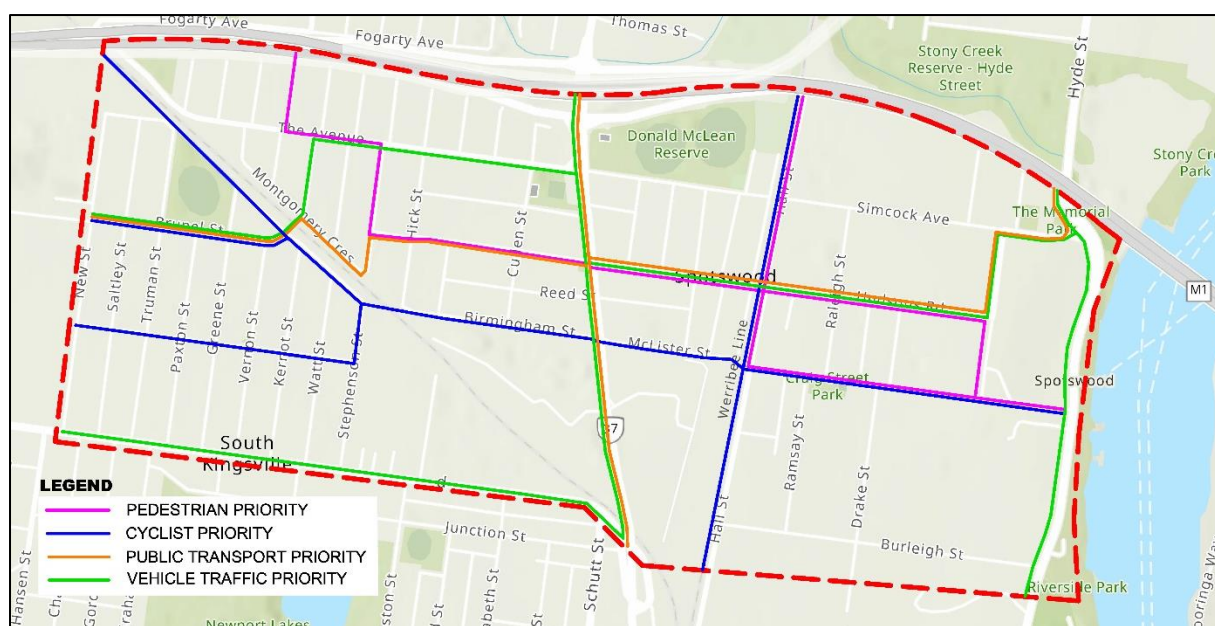 Fogarty Ave
Fogarty Ave
Thomas St
Hyde St
Stony Creek
Reserve - Hyde
Street
The Avenue
Donald McLean
Reserve
Stony Cre
Park
Montgomery Cres
Hick St
Hall St
Simcock Ave
The Memorial
Park
Brunel St
Cullen St
New St
Saltley St
Truman St
Paxton St
Greene St
Vernon St
Kernot St
Watt St
Stephenson St
Reed St
Spotswood
Raleigh St
Hudsons Rd
M1
Birmingham St
McLister St
Werribee Line
Craig Street
Park
Spotswood
South
Kingsville
d
Ramsay St
Drake St
Hall St
Junction St
Burleigh St
Schutt St
Riverside Park
LEGEND
PEDESTRIAN PRIORITY
CYCLIST PRIORITY
PUBLIC TRANSPORT PRIORITY
VEHICLE TRAFFIC PRIORITY
Hansen St
Newport Lakes